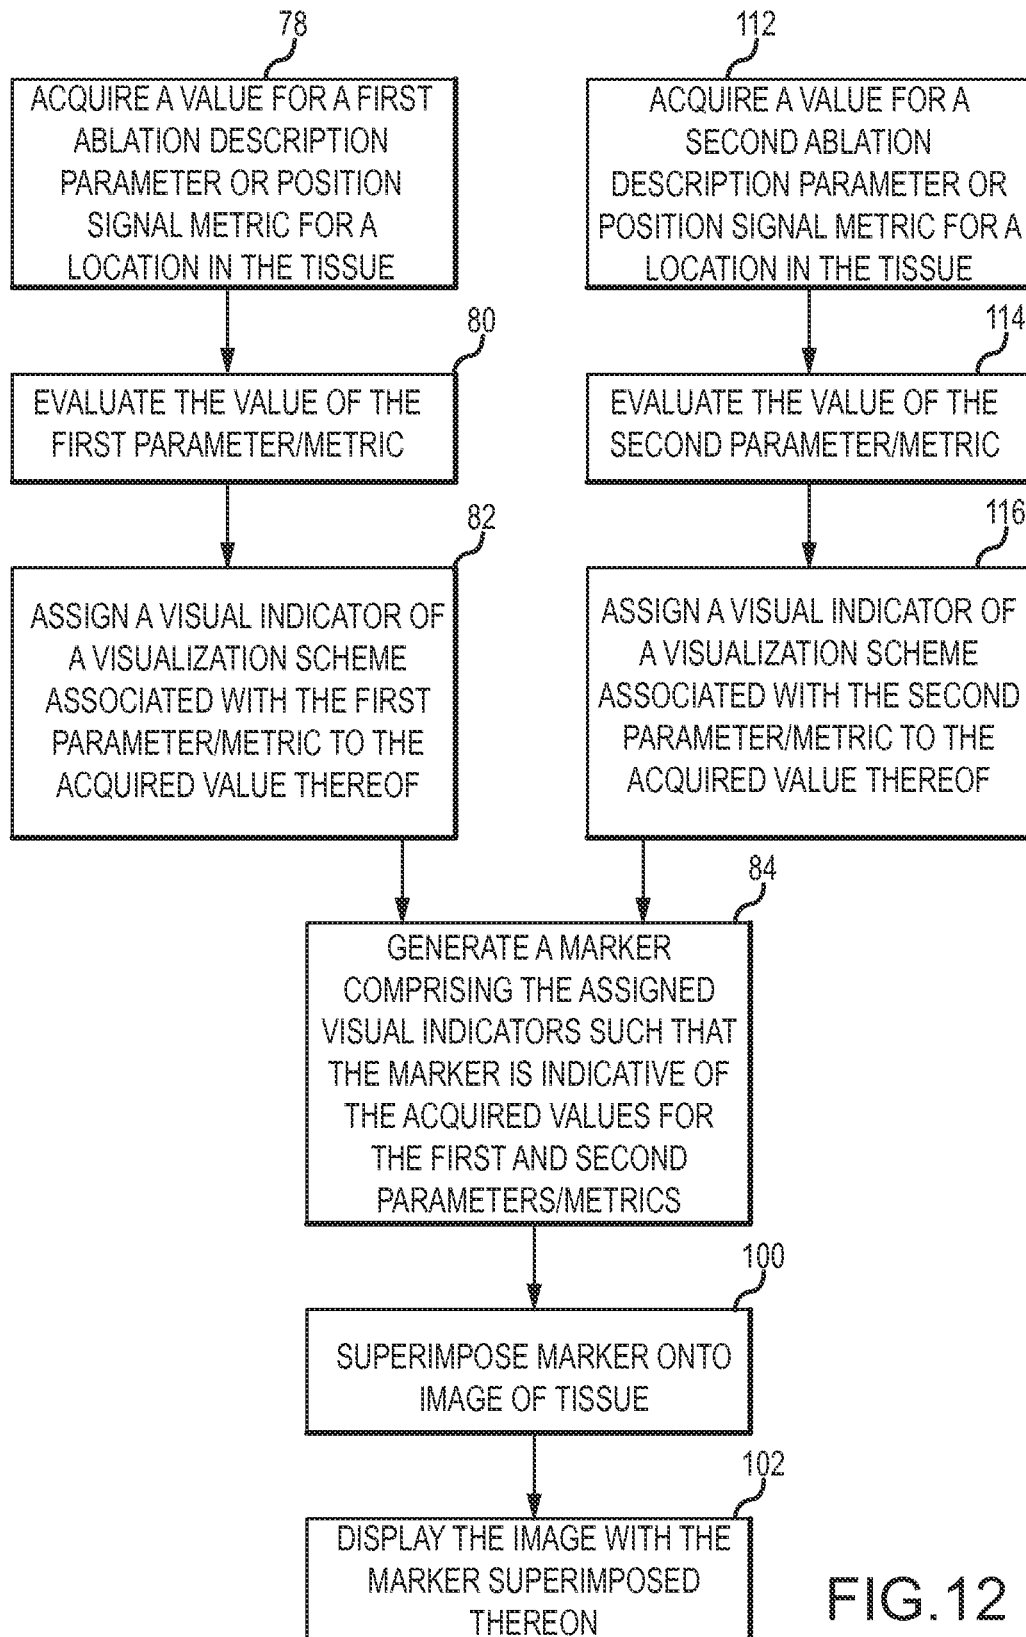 78
ACQUIRE A VALUE FOR A FIRST
ABLATION DESCRIPTION
PARAMETER OR POSITION
SIGNAL METRIC FOR A
LOCATION IN THE TISSUE
112
ACQUIRE A VALUE FOR A
SECOND ABLATION
DESCRIPTION PARAMETER OR
POSITION SIGNAL METRIC FOR A
LOCATION IN THE TISSUE
80
EVALUATE THE VALUE OF THE
FIRST PARAMETER/METRIC
114
EVALUATE THE VALUE OF THE
SECOND PARAMETER/METRIC
82
ASSIGN A VISUAL INDICATOR OF
A VISUALIZATION SCHEME
ASSOCIATED WITH THE FIRST
PARAMETER/METRIC TO THE
ACQUIRED VALUE THEREOF
116
ASSIGN A VISUAL INDICATOR OF
A VISUALIZATION SCHEME
ASSOCIATED WITH THE SECOND
PARAMETER/METRIC TO THE
ACQUIRED VALUE THEREOF
84
GENERATE A MARKER
COMPRISING THE ASSIGNED
VISUAL INDICATORS SUCH THAT
THE MARKER IS INDICATIVE OF
THE ACQUIRED VALUES FOR
THE FIRST AND SECOND
PARAMETERS/METRICS
100
SUPERIMPOSE MARKER ONTO
IMAGE OF TISSUE
102
DISPLAY THE IMAGE WITH THE
MARKER SUPERIMPOSED
THEREON
FIG.12